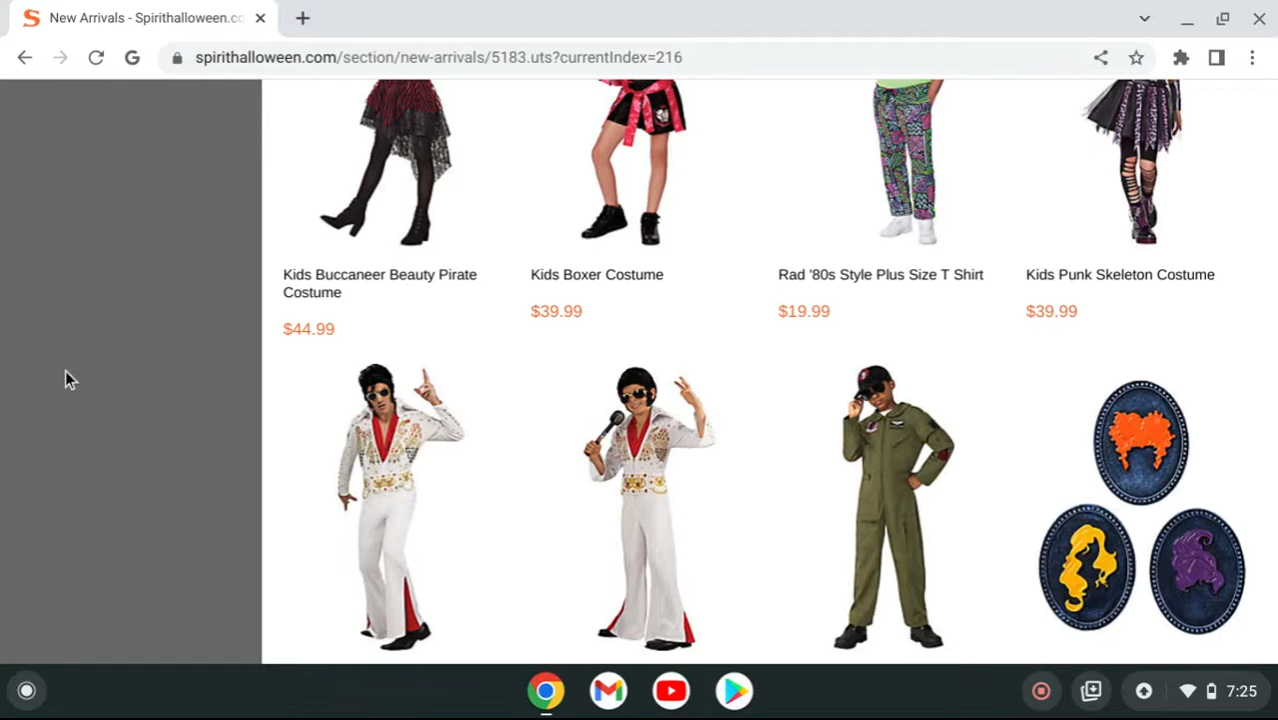 New Arrivals - Spirithalloween.co
spirithalloween.com/section/new-arrivals/5183.uts?currentIndex=216
Kids Buccaneer Beauty Pirate
Costume
$44.99
Kids Boxer Costume
$39.99
Rad '80s Style Plus Size T Shirt
$19.99
Kids Punk Skeleton Costume
$39.99
7:25